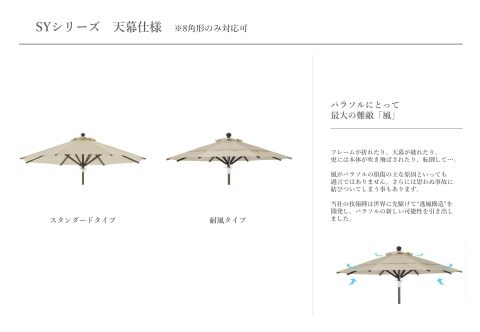 SYシリーズ　天幕仕様　※8角形のみ対応可
スタンダードタイプ
耐風タイプ
パラソルにとって
最大の難敵「風」
フレームが折れたり、天幕が破れたり、
更には本体が吹き飛ばされたり、転倒して…。
風がパラソルの損傷の主な原因といっても
過言ではありません。さらには思わぬ事故に
結びついてしまう事もあります。
当社の技術陣は世界に先駆けて"透風構造"を
開発し、パラソルの新しい可能性を引き出し
ました。